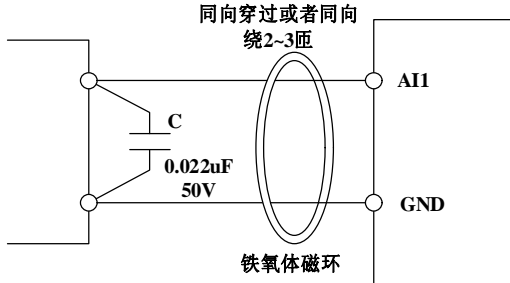 同向穿过或者同向
绕2~3匝
AI1
C
0.022uF
50V
GND
铁氧体磁环